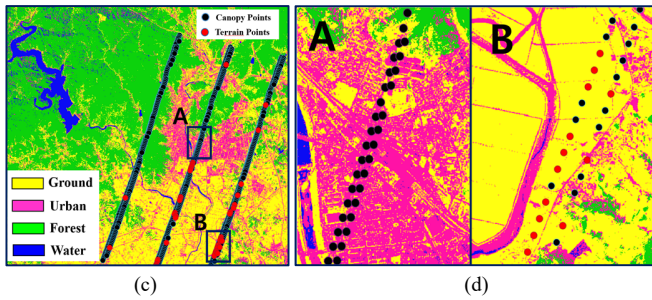 Canopy Points
Terrain Points
A
B
Ground
Urban
Forest
Water
A
B
(c)
(d)